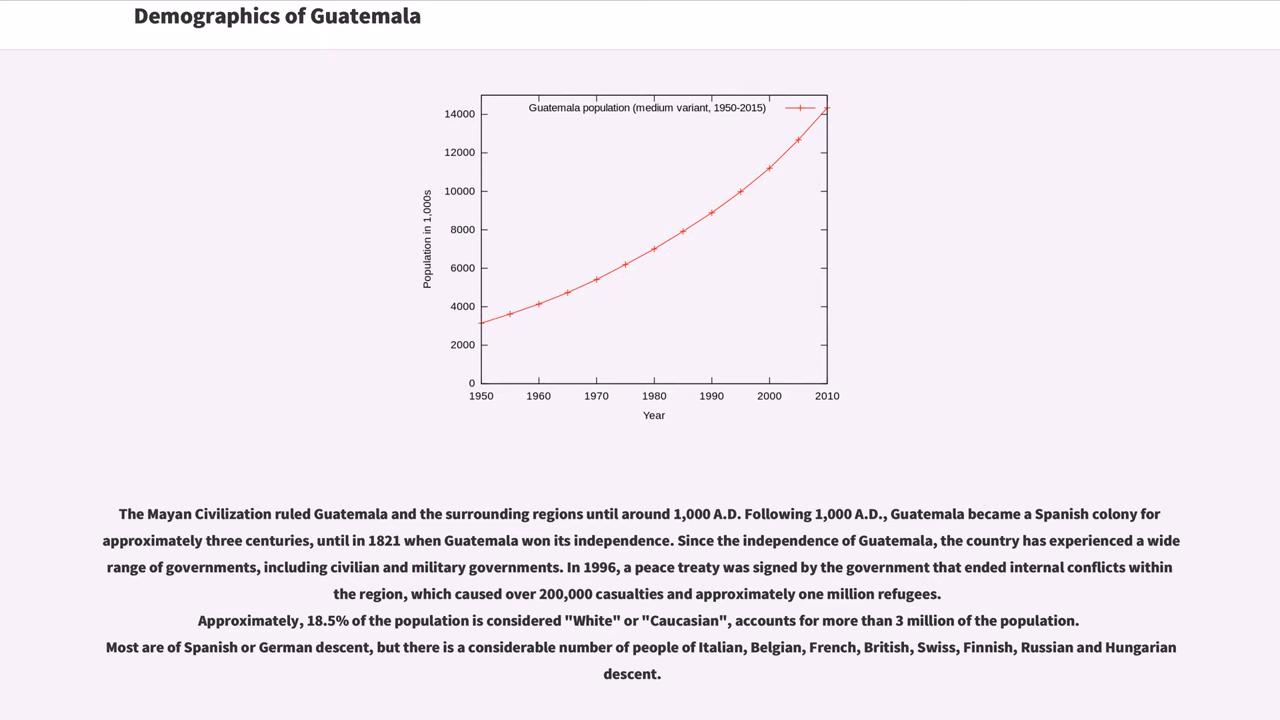 Demographics of Guatemala
Guatemala population (medium variant, 1950-2015)
14000
12000
10000
8000
6000
4000
2000
0
Population in 1,000s
1950 1960 1970 1980 1990 2000 2010
Year
The Mayan Civilization ruled Guatemala and the surrounding regions until around 1,000 A.D. Following 1,000 A.D., Guatemala became a Spanish colony for
approximately three centuries, until in 1821 when Guatemala won its independence. Since the independence of Guatemala, the country has experienced a wide
range of governments, including civilian and military governments. In 1996, a peace treaty was signed by the government that ended internal conflicts within
the region, which caused over 200,000 casualties and approximately one million refugees.
Approximately, 18.5% of the population is considered "White" or "Caucasian", accounts for more than 3 million of the population.
Most are of Spanish or German descent, but there is a considerable number of people of Italian, Belgian, French, British, Swiss, Finnish, Russian and Hungarian
descent.